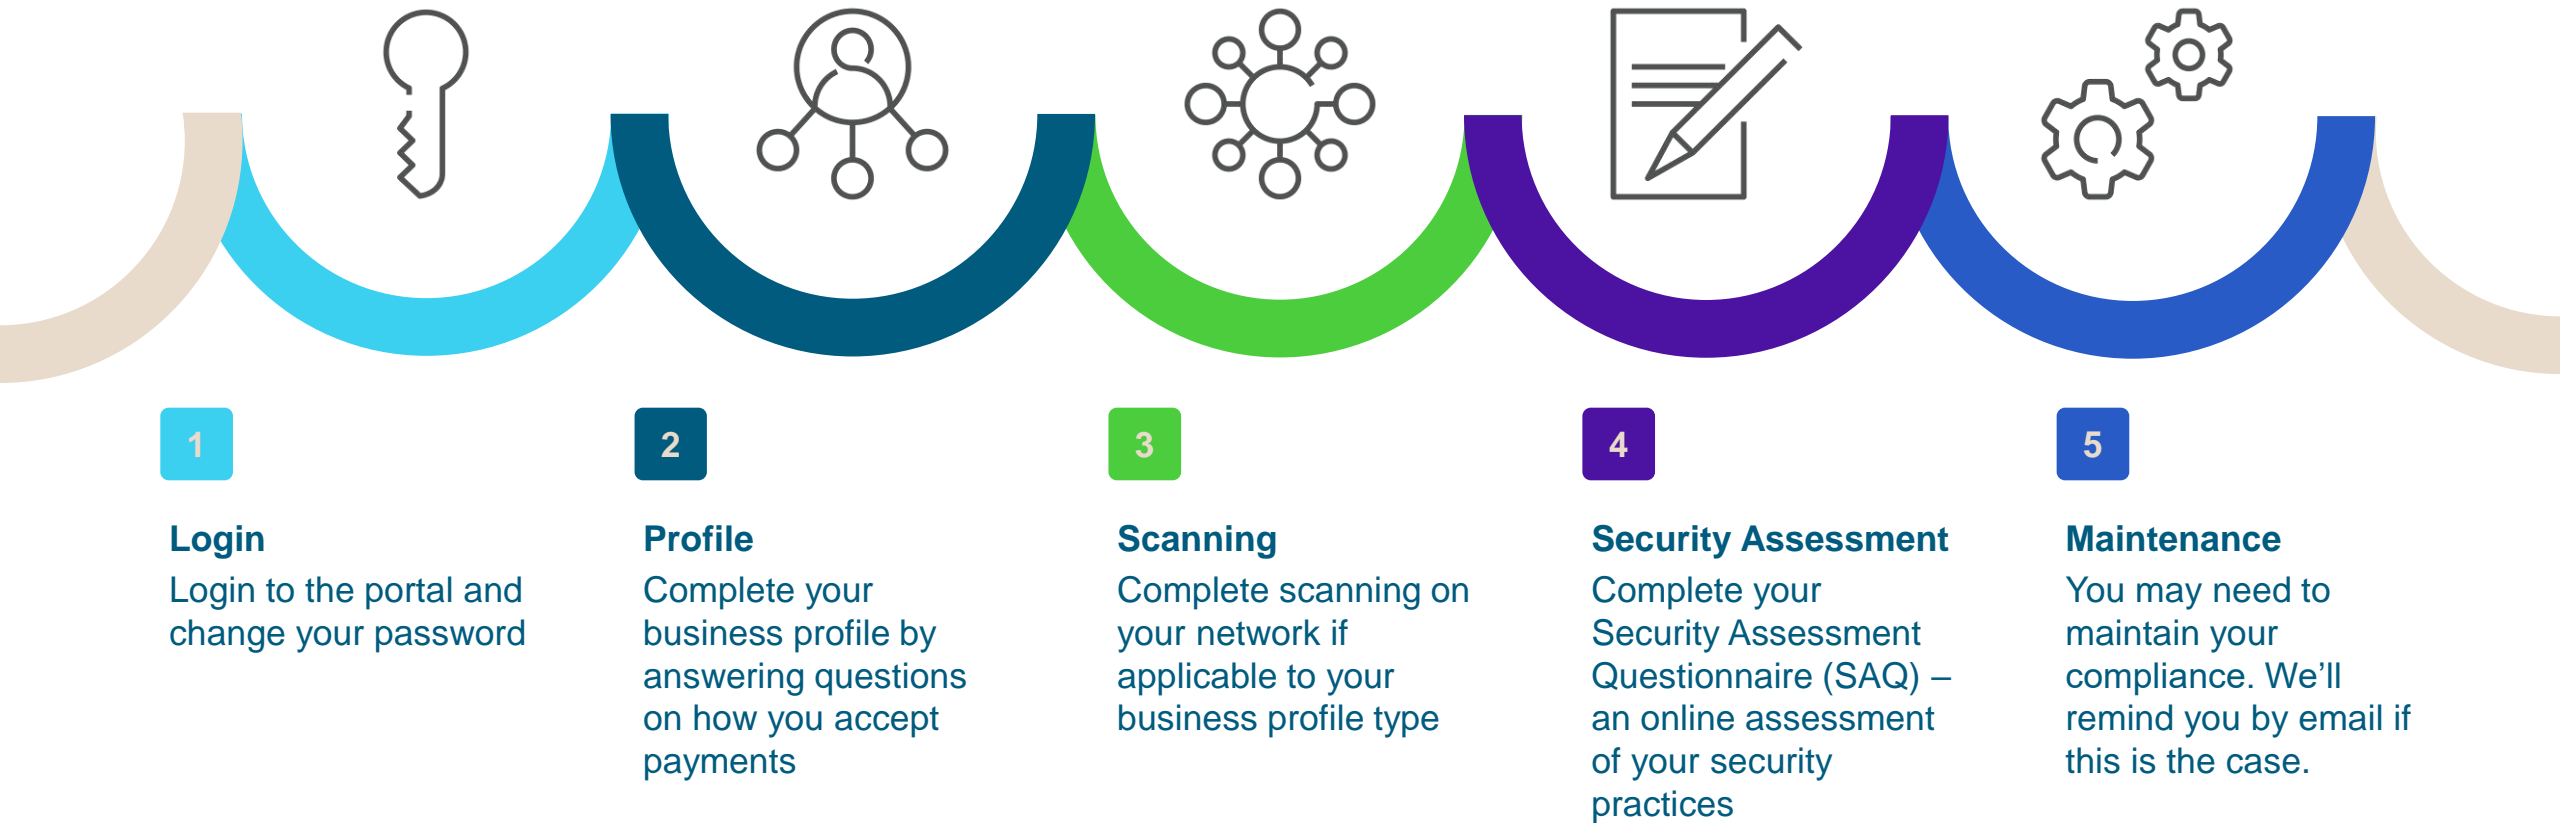 1
Login
Login to the portal and
change your password
2
Profile
Complete your
business profile by
answering questions
on how you accept
payments
3
Scanning
Complete scanning on
your network if
applicable to your
business profile type
4
Security Assessment
Complete your
Security Assessment
Questionnaire (SAQ) –
an online assessment
of your security
practices
5
Maintenance
You may need to
maintain your
compliance. We’ll
remind you by email if
this is the case.